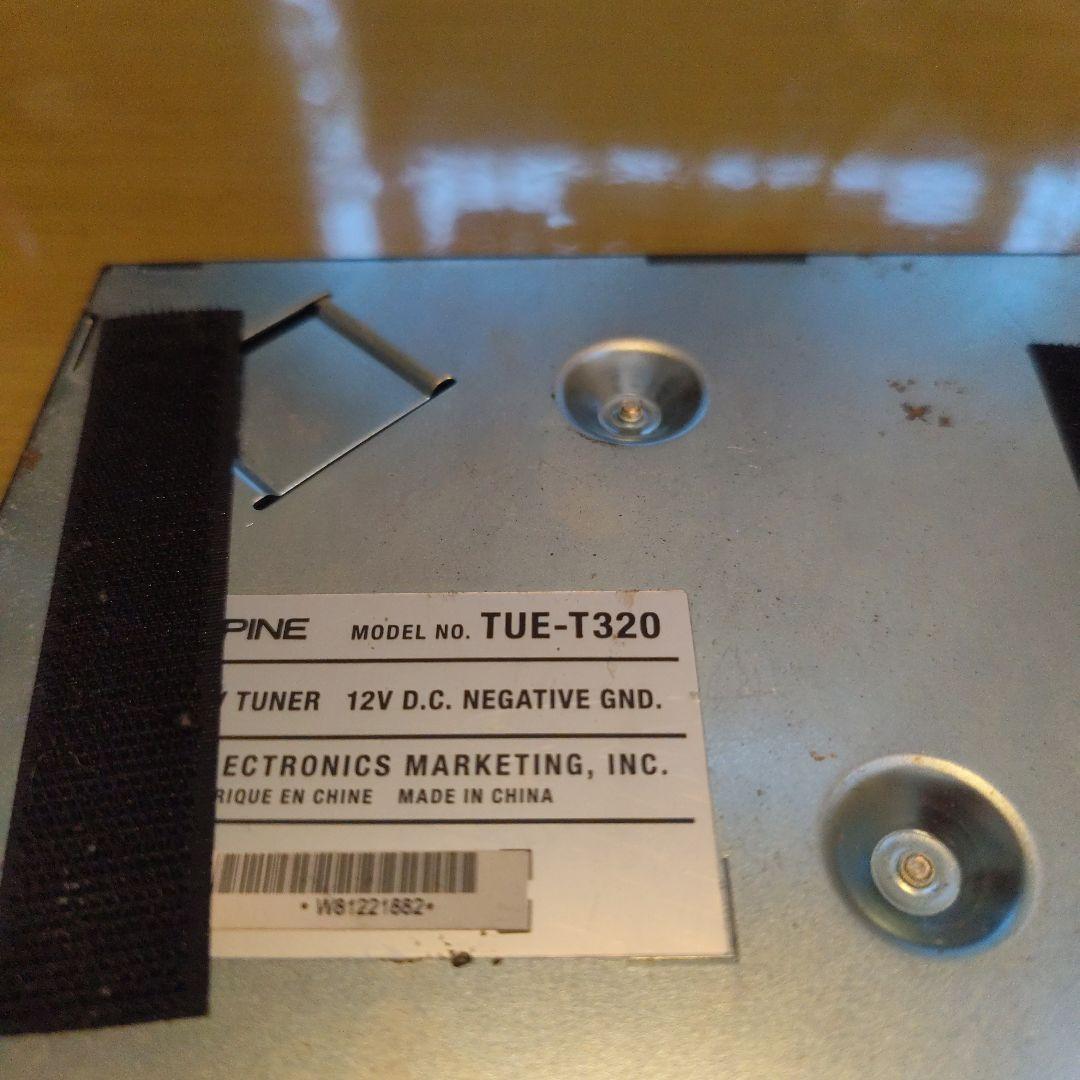 PINE MODEL NO. TUE-T320
TUNER 12V D.C. NEGATIVE GND.
ECTRONICS MARKETING, INC.
RIQUE EN CHINE MADE IN CHINA
• W81221882•